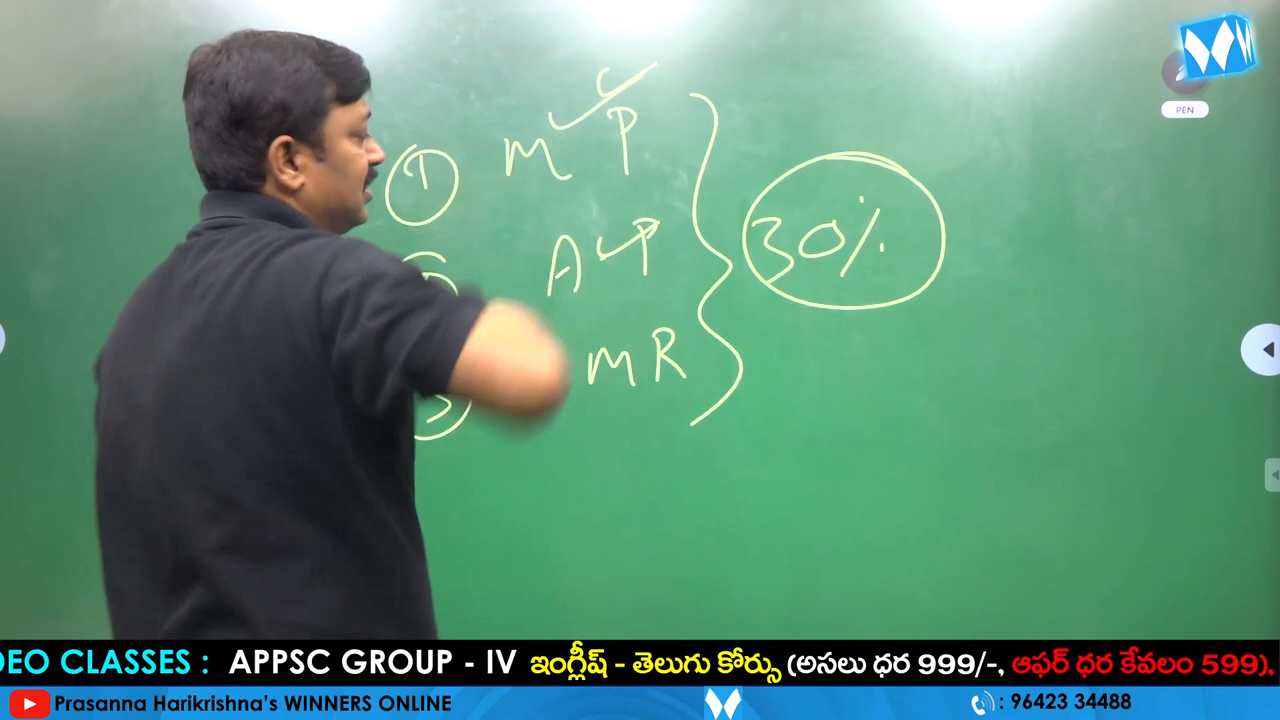 PEN
① M P
A P
M R
30%
DEO CLASSES : APPSC GROUP - IV ఇంగ్లీష్ - తెలుగు కోర్సు (అసలు ధర 999/-, ఆఫర్ ధర కేవలం 599),
Prasanna Harikrishna's WINNERS ONLINE : 96423 34488